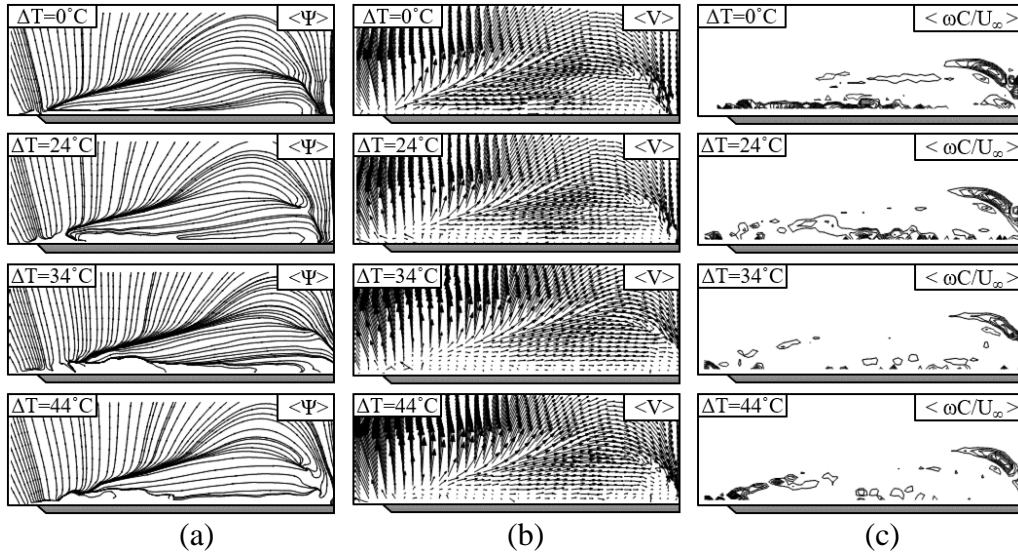 ΔT=0˚C <Ψ> ΔT=0˚C <V> ΔT=0˚C < ωC/U∞>
ΔT=24˚C <Ψ> ΔT=24˚C <V> ΔT=24˚C < ωC/U∞>
ΔT=34˚C <Ψ> ΔT=34˚C <V> ΔT=34˚C < ωC/U∞>
ΔT=44˚C <Ψ> ΔT=44˚C <V> ΔT=44˚C < ωC/U∞>
(a) (b) (c)